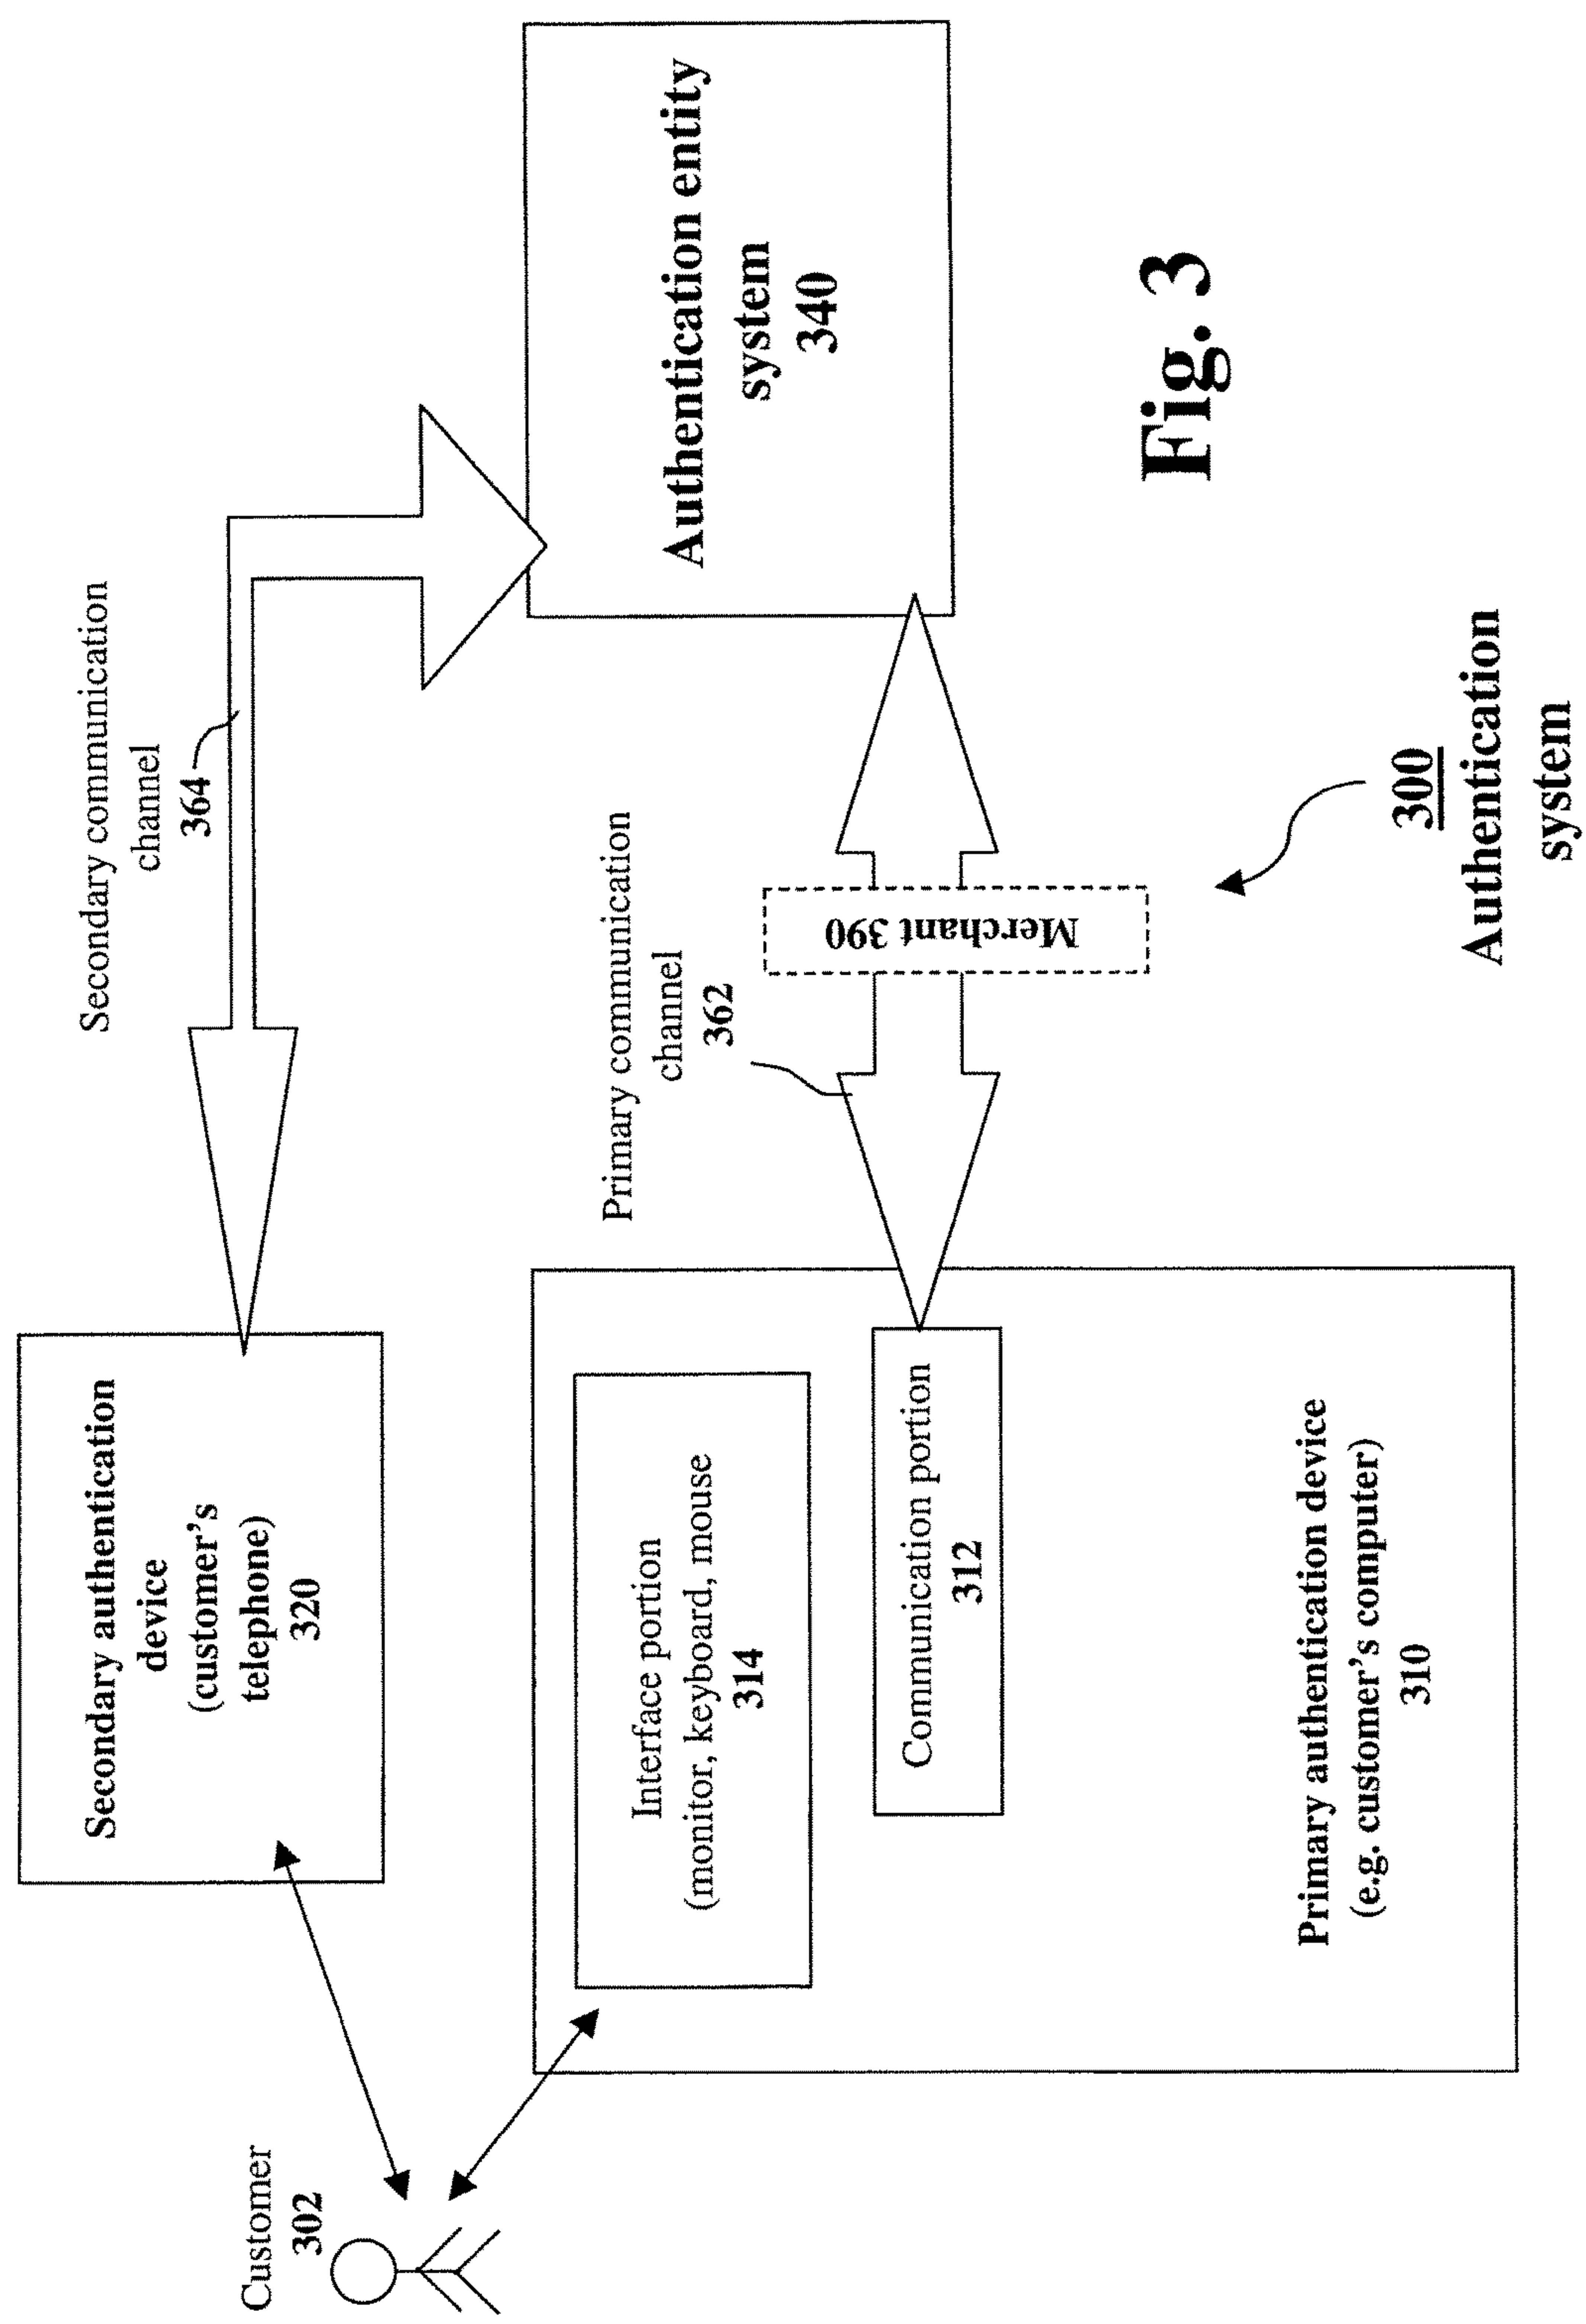 Customer
302
Secondary authentication
device
(customer's
telephone)
320
Secondary communication
channel
364
Interface portion
(monitor, keyboard, mouse
314
Communication portion
312
Primary authentication device
(e.g. customer's computer)
310
Primary communication
channel
362
Merchant 390
Authentication entity
system
340
300
Authentication
system
Fig. 3